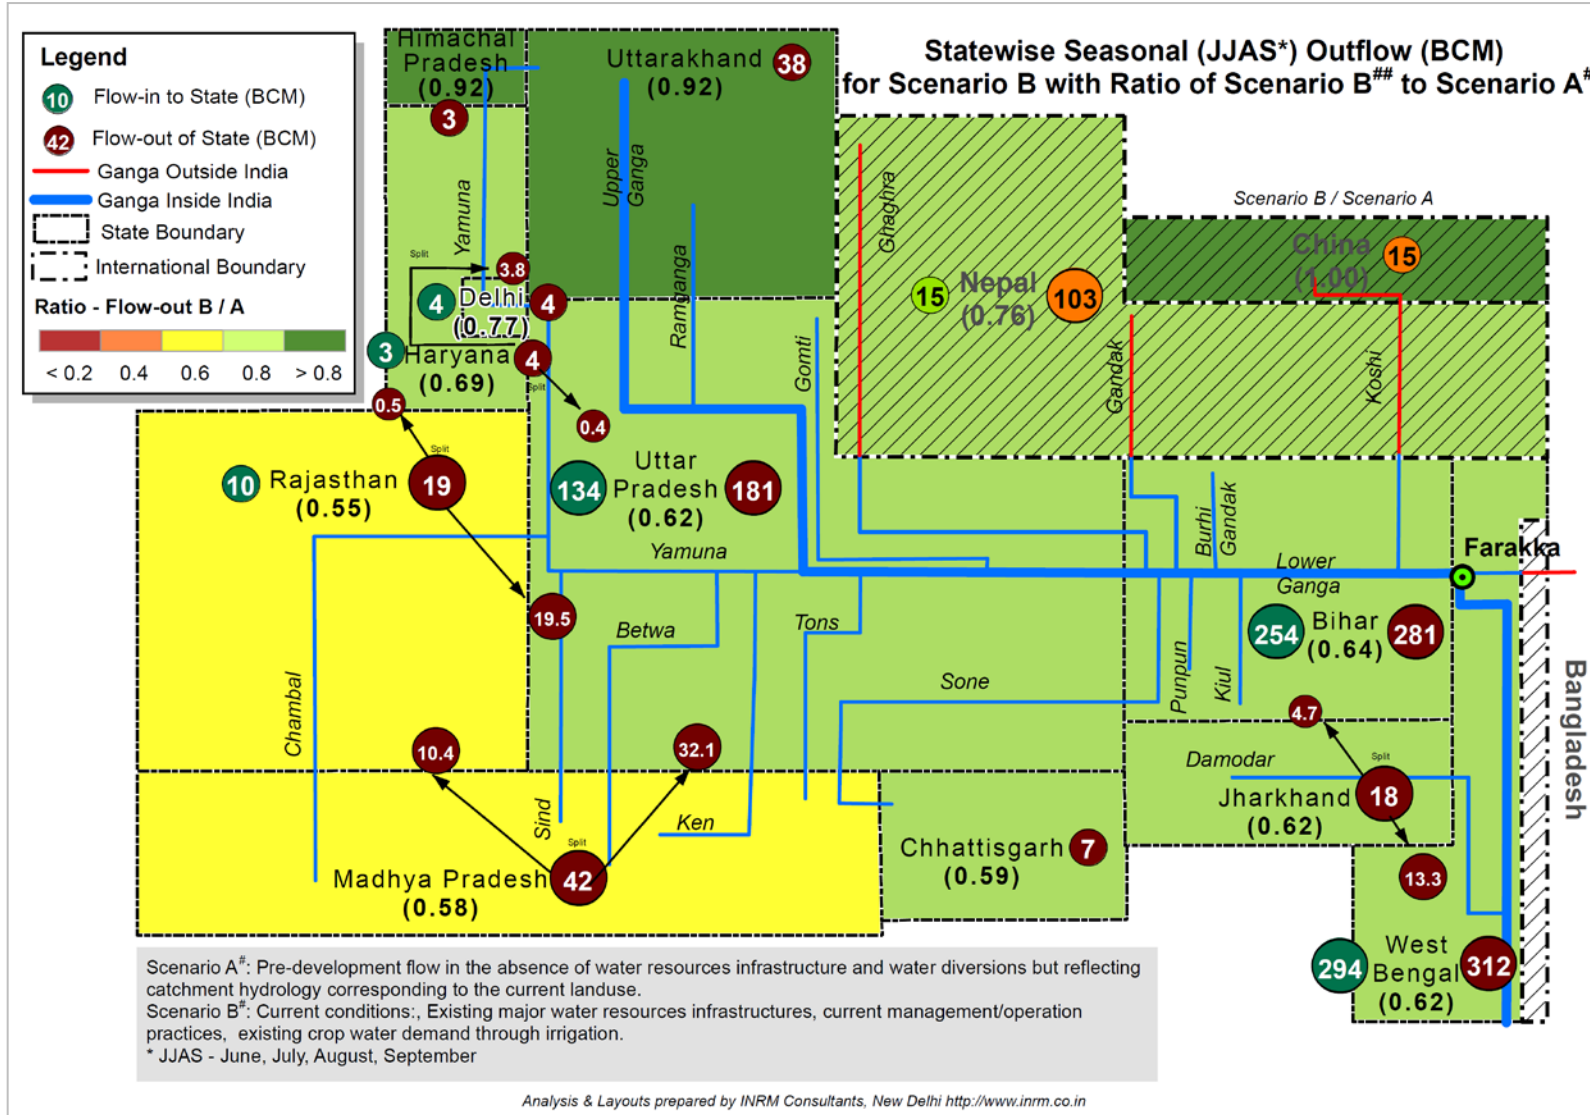 Statewise Seasonal (JJAS*) Outflow (BCM)
for Scenario B with Ratio of Scenario B## to Scenario A#
Legend
10 Flow-in to State (BCM)
42 Flow-out of State (BCM)
Ganga Outside India
Ganga Inside India
State Boundary
International Boundary
Ratio - Flow-out B / A
< 0.2 0.4 0.6 0.8 > 0.8
Himachal
Pradesh
(0.92)
3
Uttarakhand
(0.92)
38
Yamuna
Upper
Ganga
Ramganga
Ghaghra
Scenario B / Scenario A
China
(1.00)
15
15
Nepal
(0.76)
103
Split
3.8
4
Delhi
(0.77)
4
3
Haryana
(0.69)
4
Split
0.4
0.5
Gomti
Gandak
Koshi
10
Rajasthan
(0.55)
Split
19
134
Uttar
Pradesh
(0.62)
181
Yamuna
Burhi
Gandak
Farakka
Lower
Ganga
254
Bihar
(0.64)
281
19.5
Betwa
Tons
Sone
Punpun
Kiul
Bangladesh
Chambal
10.4
32.1
4.7
Damodar
Split
Jharkhand
(0.62)
18
13.3
Sind
Ken
Split
Madhya Pradesh
(0.58)
42
Chhattisgarh
(0.59)
7
294
West
Bengal
(0.62)
312
Scenario A#: Pre-development flow in the absence of water resources infrastructure and water diversions but reflecting
catchment hydrology corresponding to the current landuse.
Scenario B#: Current conditions:, Existing major water resources infrastructures, current management/operation
practices, existing crop water demand through irrigation.
* JJAS - June, July, August, September
Analysis & Layouts prepared by INRM Consultants, New Delhi http://www.inrm.co.in